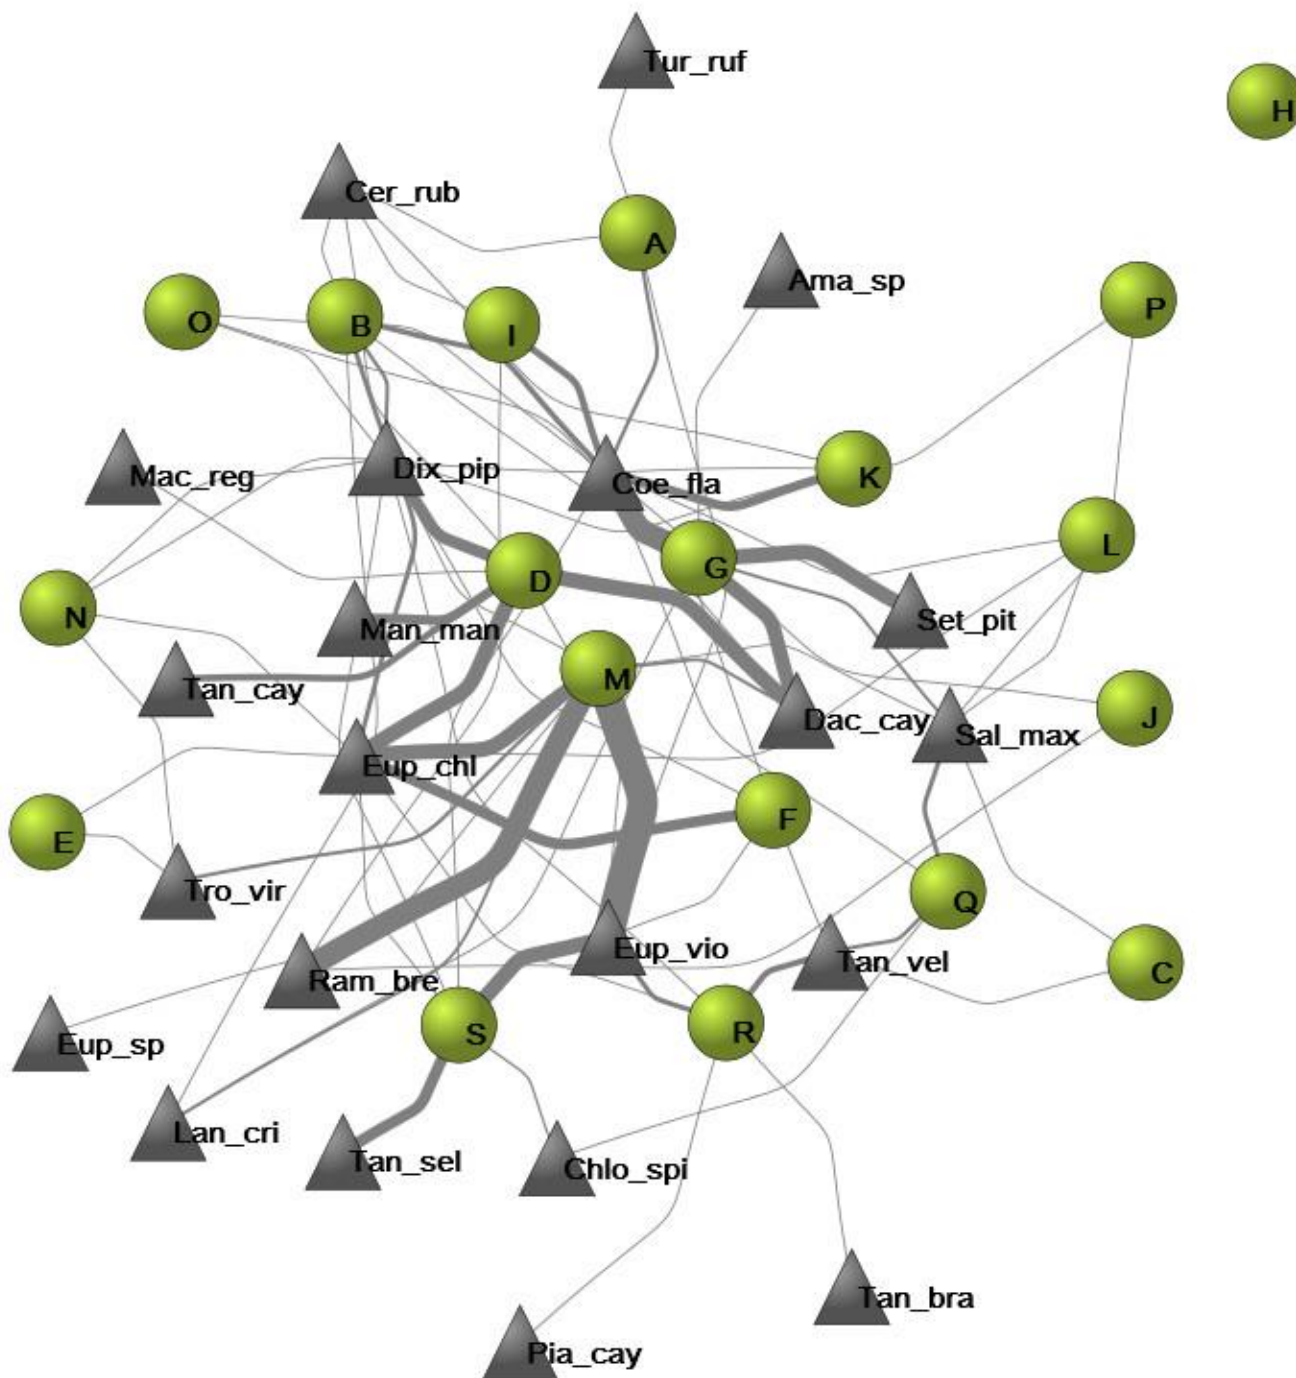 Tur_ruf
H
Cer_rub
A
Ama_sp
P
O
B
I
Mac_reg
Dix_pip
Coe_fla
K
L
N
D
G
Set_pit
Man_man
Tan_cay
M
Dac_cay
Sal_max
J
Eup_chl
E
F
Tro_vir
Q
Ram_bre
Eup_vio
Tan_vel
C
Eup_sp
S
R
Lan_cri
Tan_sel
Chlo_spi
Tan_bra
Pia_cay